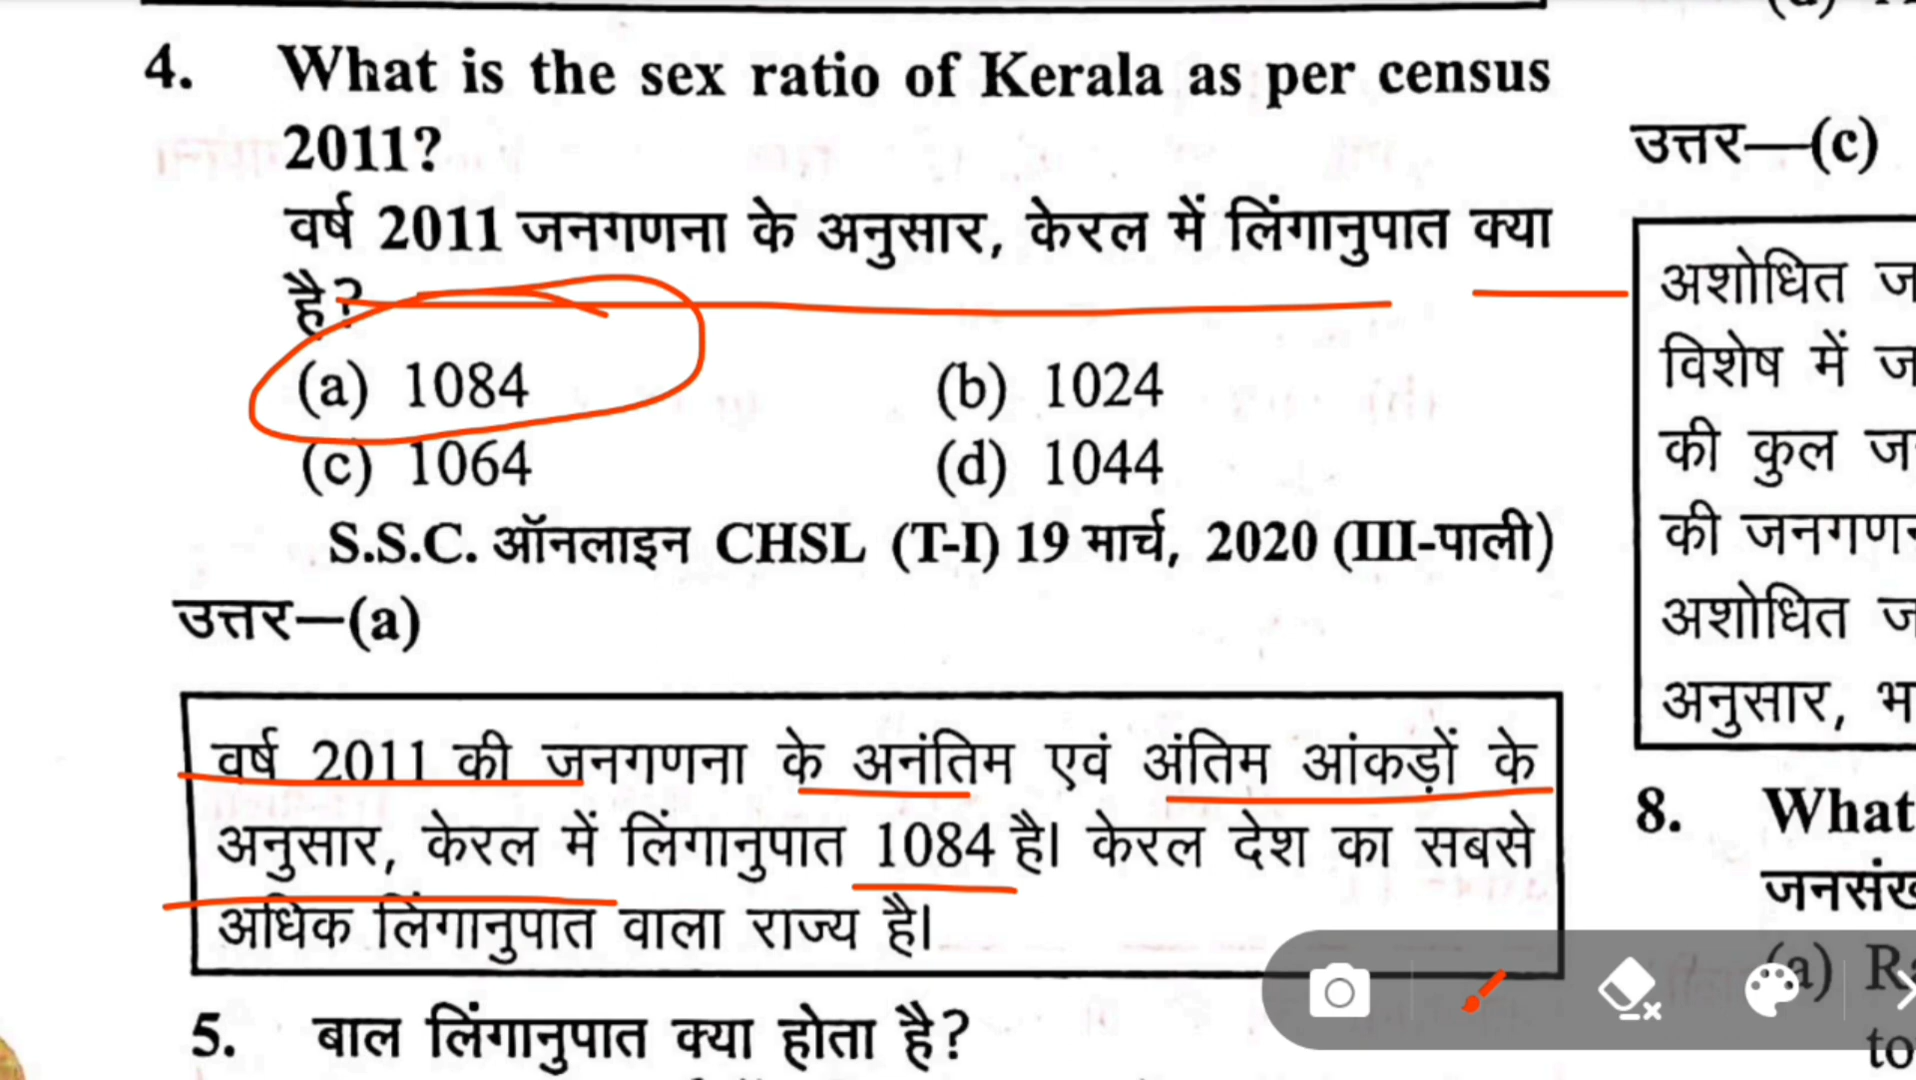 4. What is the sex ratio of Kerala as per census
2011?
वर्ष 2011 जनगणना के अनुसार, केरल में लिंगानुपात क्या
है?
(a) 1084 (b) 1024
(c) 1064 (d) 1044
S.S.C. ऑनलाइन CHSL (T-I) 19 मार्च, 2020 (III-पाली)
उत्तर—(a)
वर्ष 2011 की जनगणना के अनंतिम एवं अंतिम आंकड़ों के
अनुसार, केरल में लिंगानुपात 1084 है। केरल देश का सबसे
अधिक लिंगानुपात वाला राज्य है।
5. बाल लिंगानुपात क्या होता है?
उत्तर—(c)
अशोधित
विशेष में
की कुल
की
अशोधित
अनुसार,
8. What
(a)
to